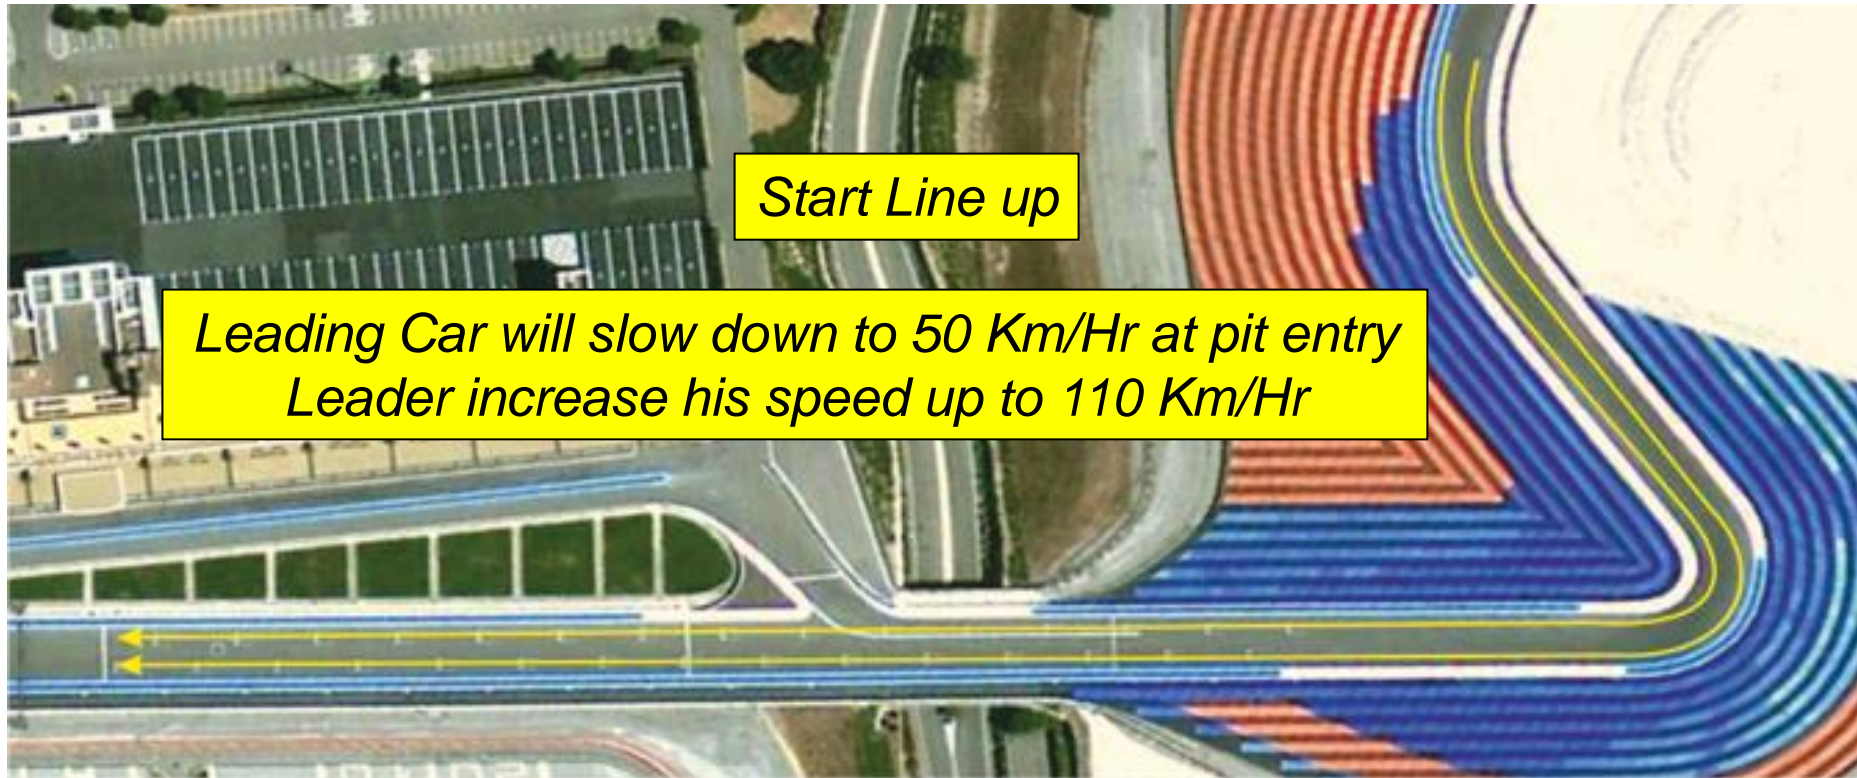 Start Line up
Leading Car will slow down to 50 Km/Hr at pit entry
Leader increase his speed up to 110 Km/Hr